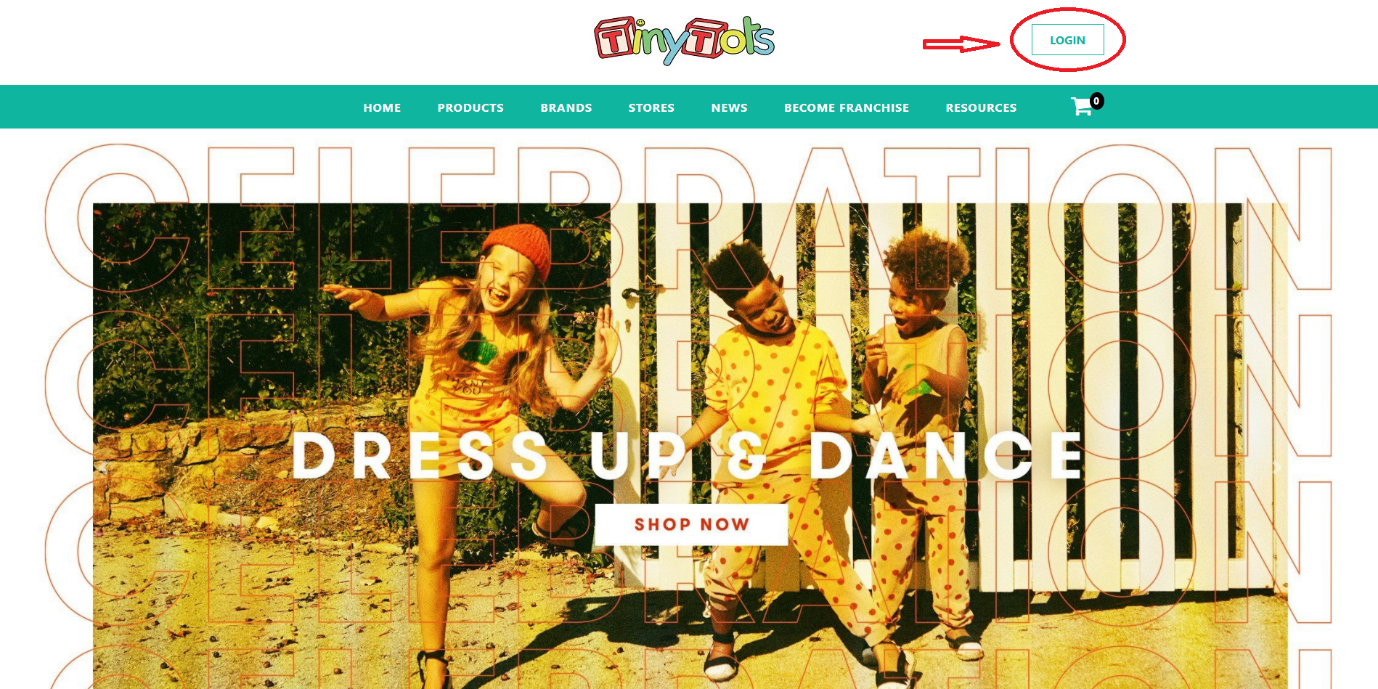 TinyTots
LOGIN
HOME PRODUCTS BRANDS STORES NEWS BECOME FRANCHISE RESOURCES 0
CELEBRATION
CELEBRATION
DRESS UP & DANCE
CELEBRATION
SHOP NOW
CELEBRATION